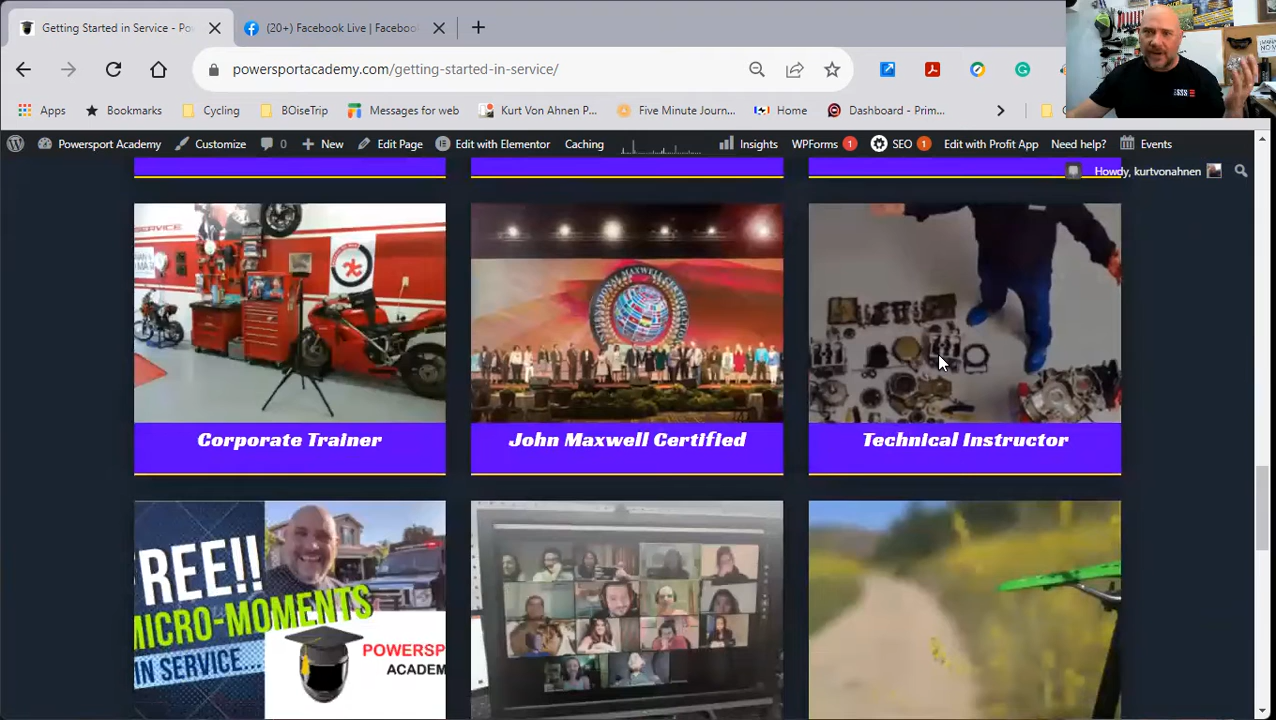 Getting Started in Service - Po
(20+) Facebook Live | Facebook
powersportacademy.com/getting-started-in-service/
Apps
Bookmarks
Cycling
BOiseTrip
Messages for web
Kurt Von Ahnen P...
Five Minute Journ...
Home
Dashboard - Prim...
Powersport Academy
Customize
0
New
Edit Page
Edit with Elementor
Caching
Insights
WPForms 1
SEO 1
Edit with Profit App
Need help?
Events
Howdy, kurtvonahnen
SERVICE
Corporate Trainer
John Maxwell Certified
Technical Instructor
FREE!!
MICRO-MOMENTS
IN SERVICE...
POWERSP
ACADEM